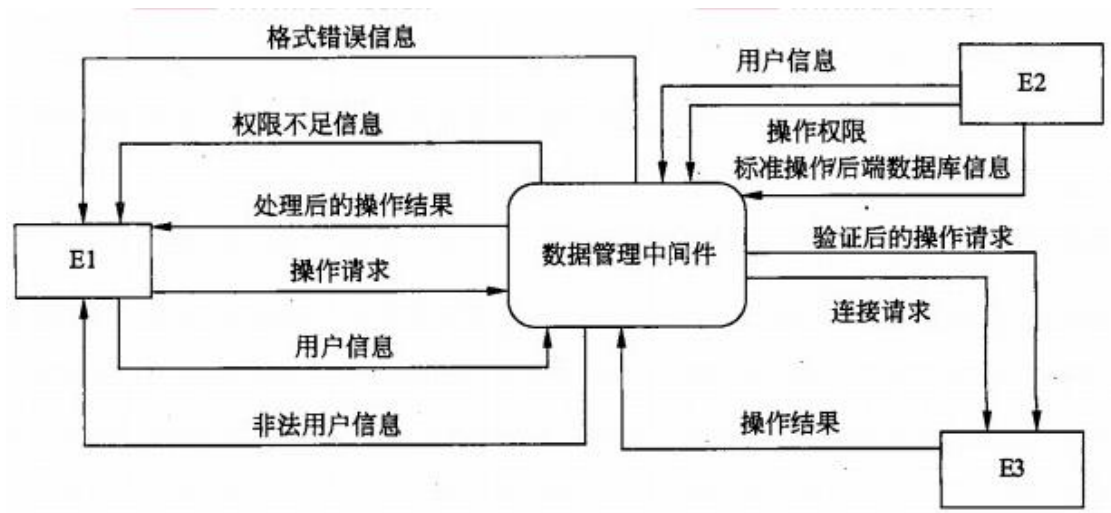 格式错误信息
用户信息
E2
权限不足信息
操作权限
标准操作/后端数据库信息
处理后的操作结果
验证后的操作请求
E1
数据管理中间件
操作请求
连接请求
用户信息
非法用户信息
操作结果
E3